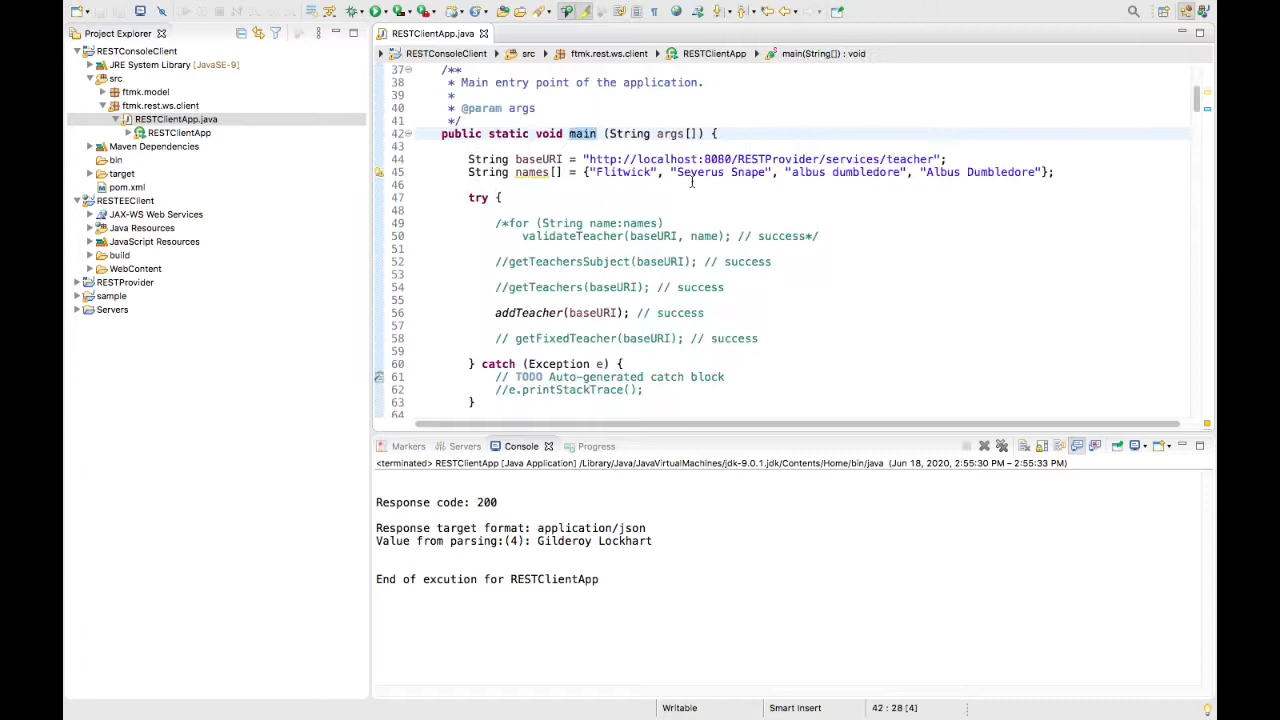 Project Explorer
RESTConsoleClient
JRE System Library [JavaSE-9]
src
ftmk.model
ftmk.rest.ws.client
RESTClientApp.java
RESTClientApp
Maven Dependencies
bin
target
pom.xml
RESTEEClient
JAX-WS Web Services
Java Resources
JavaScript Resources
build
WebContent
RESTProvider
sample
Servers
RESTClientApp.java
RESTConsoleClient src ftmk.rest.ws.client RESTClientApp main(String[]) : void
37 /**
38 * Main entry point of the application.
39 *
40 * @param args
41 */
42 public static void main (String args[]) {
43
44 String baseURI = "http://localhost:8080/RESTProvider/services/teacher";
45 String names[] = {"Flitwick", "Severus Snape", "albus dumbledore", "Albus Dumbledore"};
46
47 try {
48
49 /*for (String name:names)
50 validateTeacher(baseURI, name); // success*/
51
52 //getTeachersSubject(baseURI); // success
53
54 //getTeachers(baseURI); // success
55
56 addTeacher(baseURI); // success
57
58 // getFixedTeacher(baseURI); // success
59
60 } catch (Exception e) {
61 // TODO Auto-generated catch block
62 //e.printStackTrace();
63 }
64
Markers Servers Console Progress
<terminated> RESTClientApp [Java Application] /Library/Java/JavaVirtualMachines/jdk-9.0.1.jdk/Contents/Home/bin/java (Jun 18, 2020, 2:55:30 PM – 2:55:33 PM)
Response code: 200
Response target format: application/json
Value from parsing:(4): Gilderoy Lockhart
End of excution for RESTClientApp
Writable Smart Insert 42 : 28 [4]